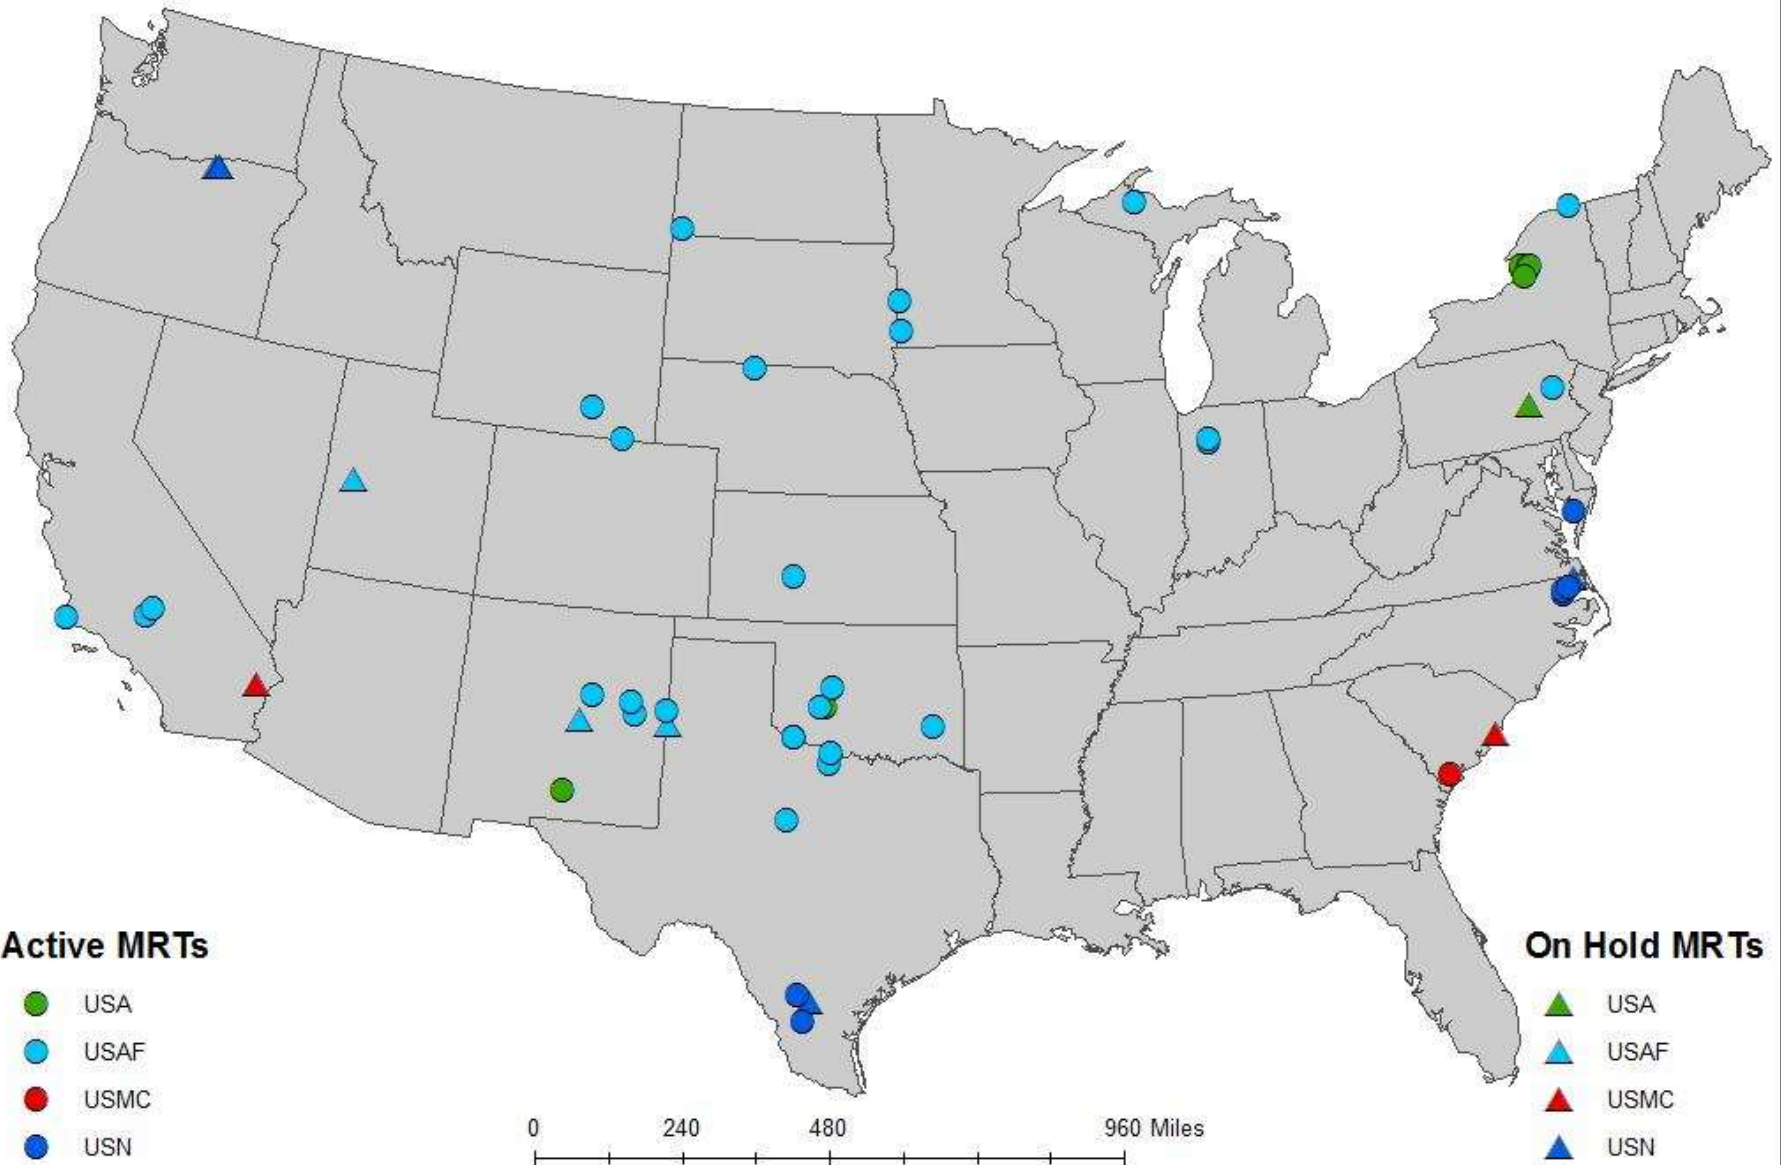 Active MRTs
USA
USAF
USMC
USN
0 240 480 960 Miles
On Hold MRTs
USA
USAF
USMC
USN